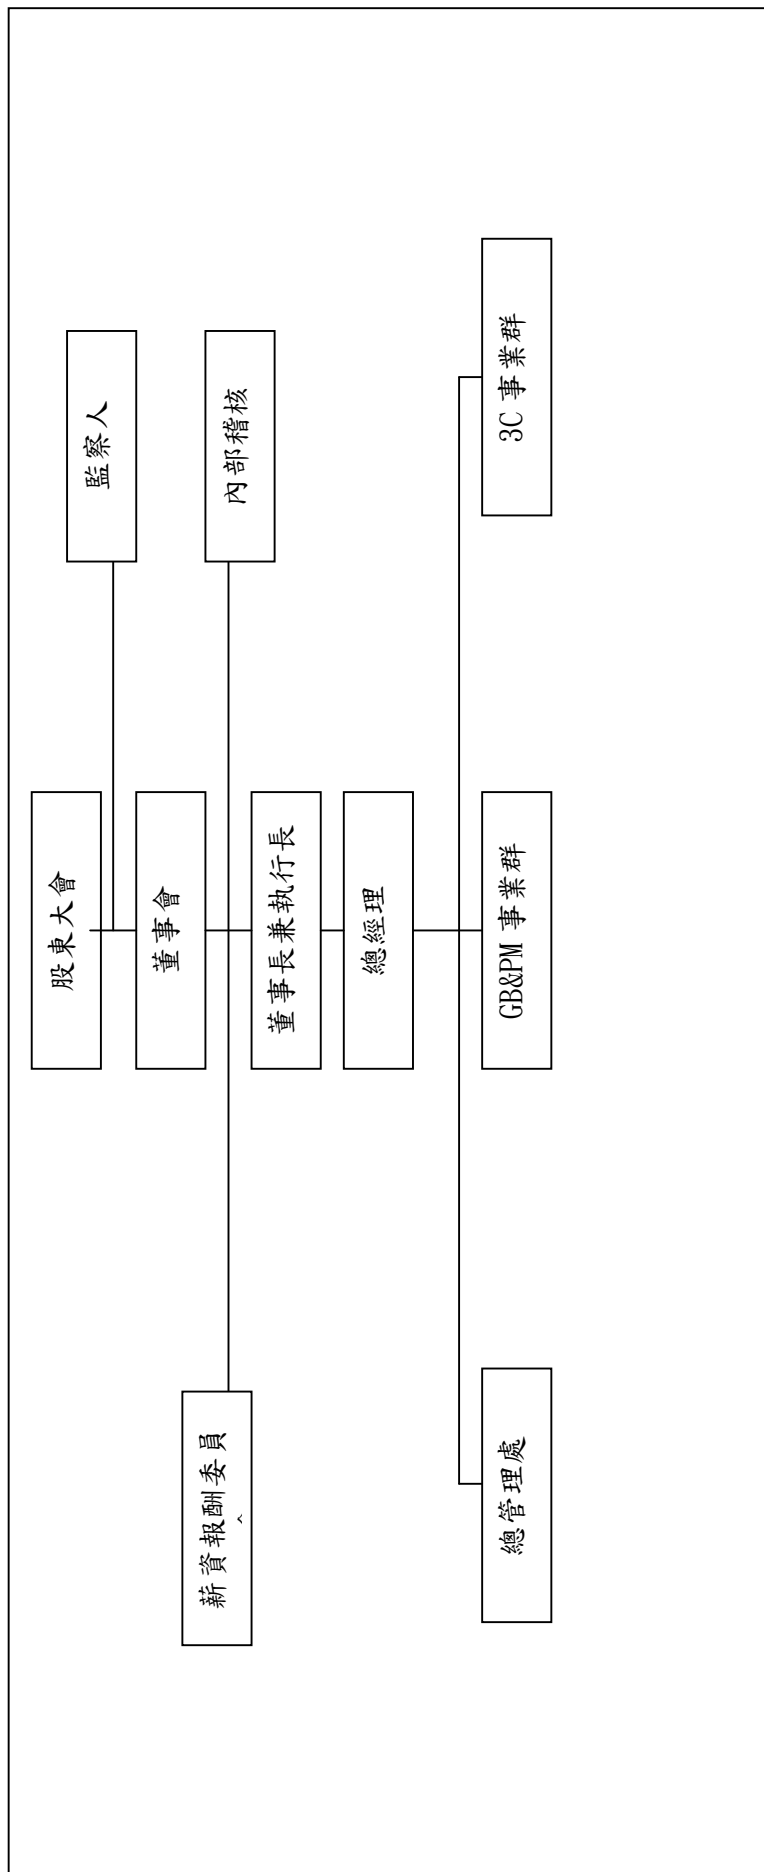 股東大會
監察人
董事會
薪資報酬委員
內部稽核
董事長兼執行長
總經理
總管理處
GB&PM 事業群
3C 事業群